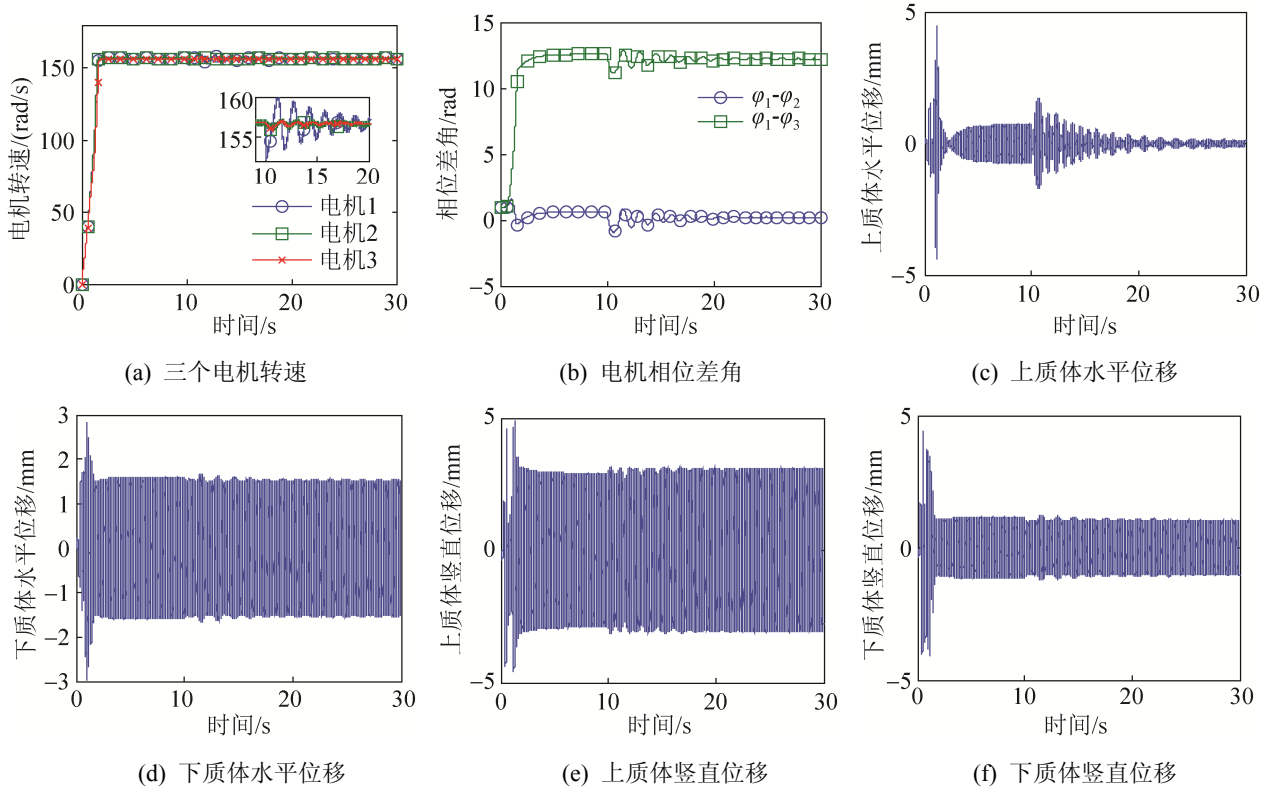 电机转速/(rad/s)
150
100
50
0
0
10
20
30
时间/s
160
155
10
15
20
电机1
电机2
电机3
(a) 三个电机转速
相位差角/rad
15
10
5
0
−5
0
10
20
30
时间/s
φ1-φ2
φ1-φ3
(b) 电机相位差角
上质体水平位移/mm
5
0
−5
0
10
20
30
时间/s
(c) 上质体水平位移
下质体水平位移/mm
3
2
1
0
−1
−2
−3
0
10
20
30
时间/s
(d) 下质体水平位移
上质体竖直位移/mm
5
0
−5
0
10
20
30
时间/s
(e) 上质体竖直位移
下质体竖直位移/mm
5
0
−5
0
10
20
30
时间/s
(f) 下质体竖直位移